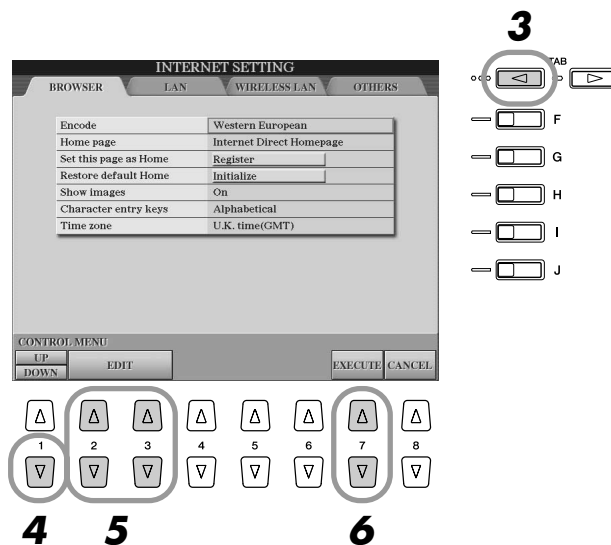 3
INTERNET SETTING
TAB
BROWSER LAN WIRELESS LAN OTHERS
Encode Western European
Home page Internet Direct Homepage
Set this page as Home Register
Restore default Home Initialize
Show images On
Character entry keys Alphabetical
Time zone U.K. time(GMT)
F
G
H
I
J
CONTROL MENU
UP
DOWN
EDIT
EXECUTE
CANCEL
1 2 3 4 5 6 7 8
4 5 6